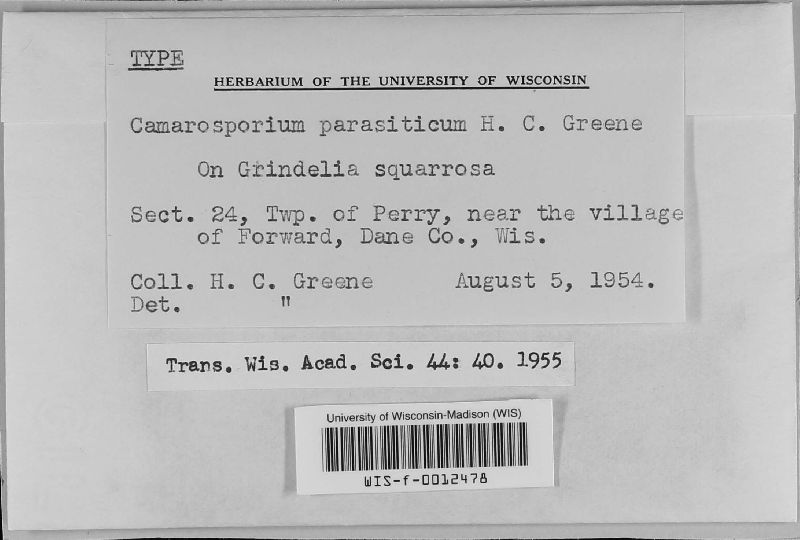 TYPE
HERBARIUM OF THE UNIVERSITY OF WISCONSIN
Camarosporium parasiticum H. C. Greene
On Grindelia squarrosa
Sect. 24, Twp. of Perry, near the village
of Forward, Dane Co., Wis.
Coll. H. C. Greene August 5, 1954.
Det. "
Trans. Wis. Acad. Sci. 44: 40. 1955
University of Wisconsin-Madison (WIS)
WIS-f-0012478